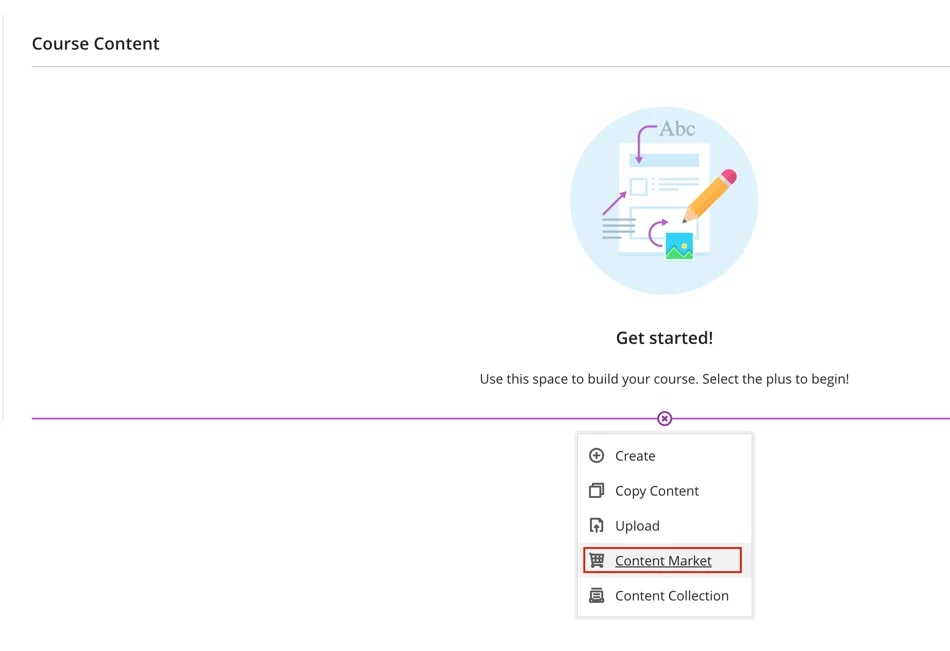 Course Content
Abc
Get started!
Use this space to build your course. Select the plus to begin!
Create
Copy Content
Upload
Content Market
Content Collection